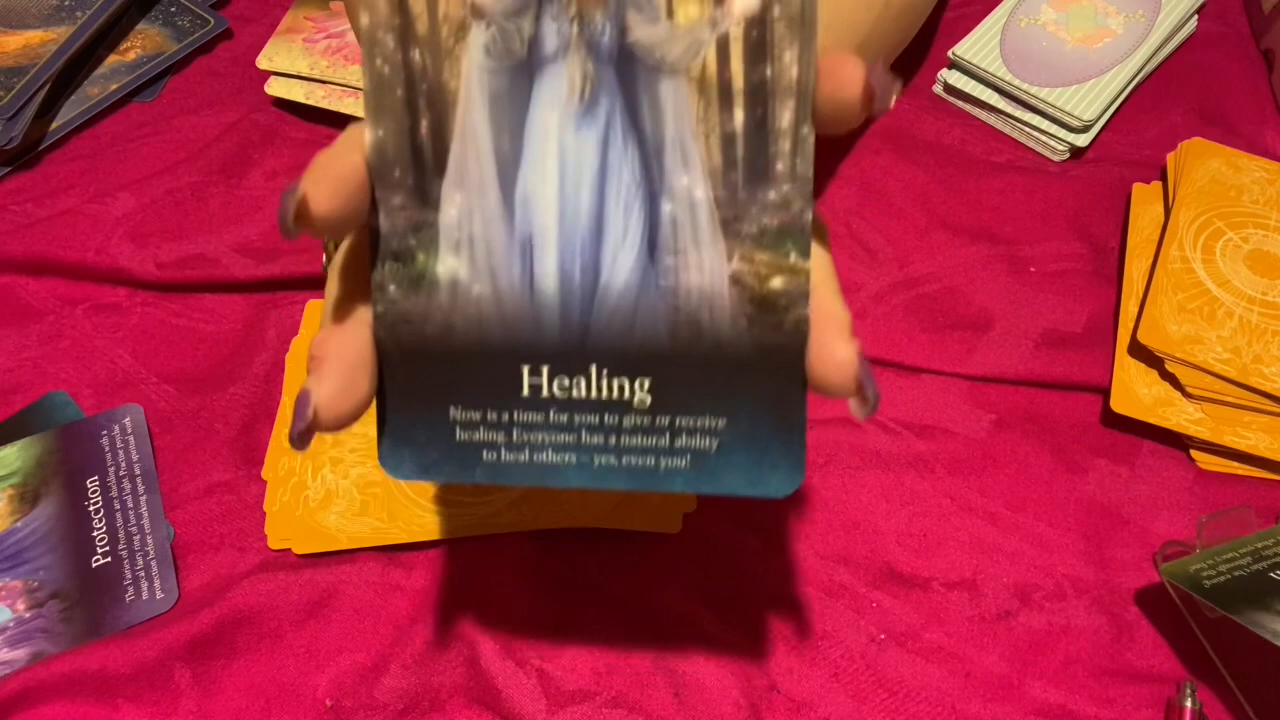 Healing
Now is a time for you to give or receive
healing. Everyone has a natural ability
to heal others – yes, even you!
Protection
The Fairies of Protection are shielding you with a
magical fairy ring of love and light. Practise psychic
protection before embarking upon any spiritual work.